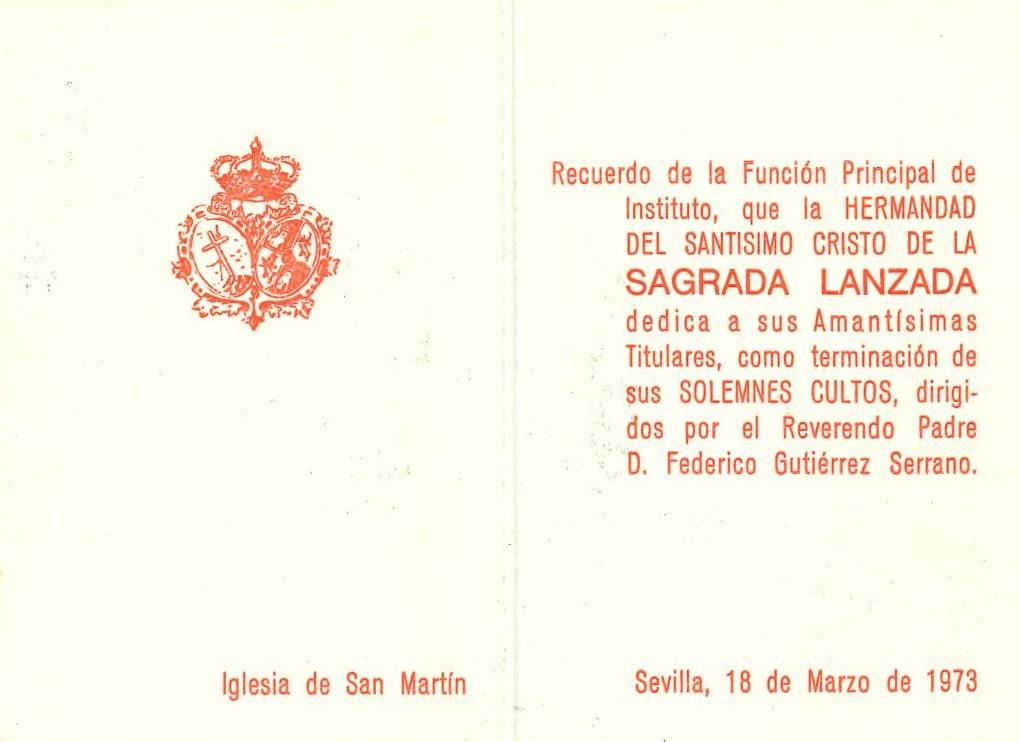 Recuerdo de la Función Principal de
Instituto, que la HERMANDAD
DEL SANTISIMO CRISTO DE LA
SAGRADA LANZADA
dedica a sus Amantísimas
Titulares, como terminación de
sus SOLEMNES CULTOS, dirigi-
dos por el Reverendo Padre
D. Federico Gutiérrez Serrano.
Iglesia de San Martín
Sevilla, 18 de Marzo de 1973